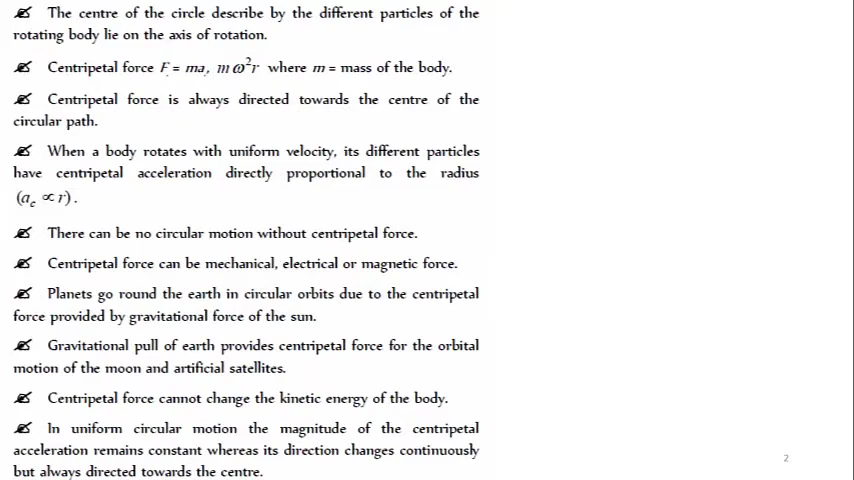 ✍ The centre of the circle describe by the different particles of the
rotating body lie on the axis of rotation.
✍ Centripetal force F = ma, mω²r where m = mass of the body.
✍ Centripetal force is always directed towards the centre of the
circular path.
✍ When a body rotates with uniform velocity, its different particles
have centripetal acceleration directly proportional to the radius
(a_c ∝ r).
✍ There can be no circular motion without centripetal force.
✍ Centripetal force can be mechanical, electrical or magnetic force.
✍ Planets go round the earth in circular orbits due to the centripetal
force provided by gravitational force of the sun.
✍ Gravitational pull of earth provides centripetal force for the orbital
motion of the moon and artificial satellites.
✍ Centripetal force cannot change the kinetic energy of the body.
✍ In uniform circular motion the magnitude of the centripetal
acceleration remains constant whereas its direction changes continuously
but always directed towards the centre.
2